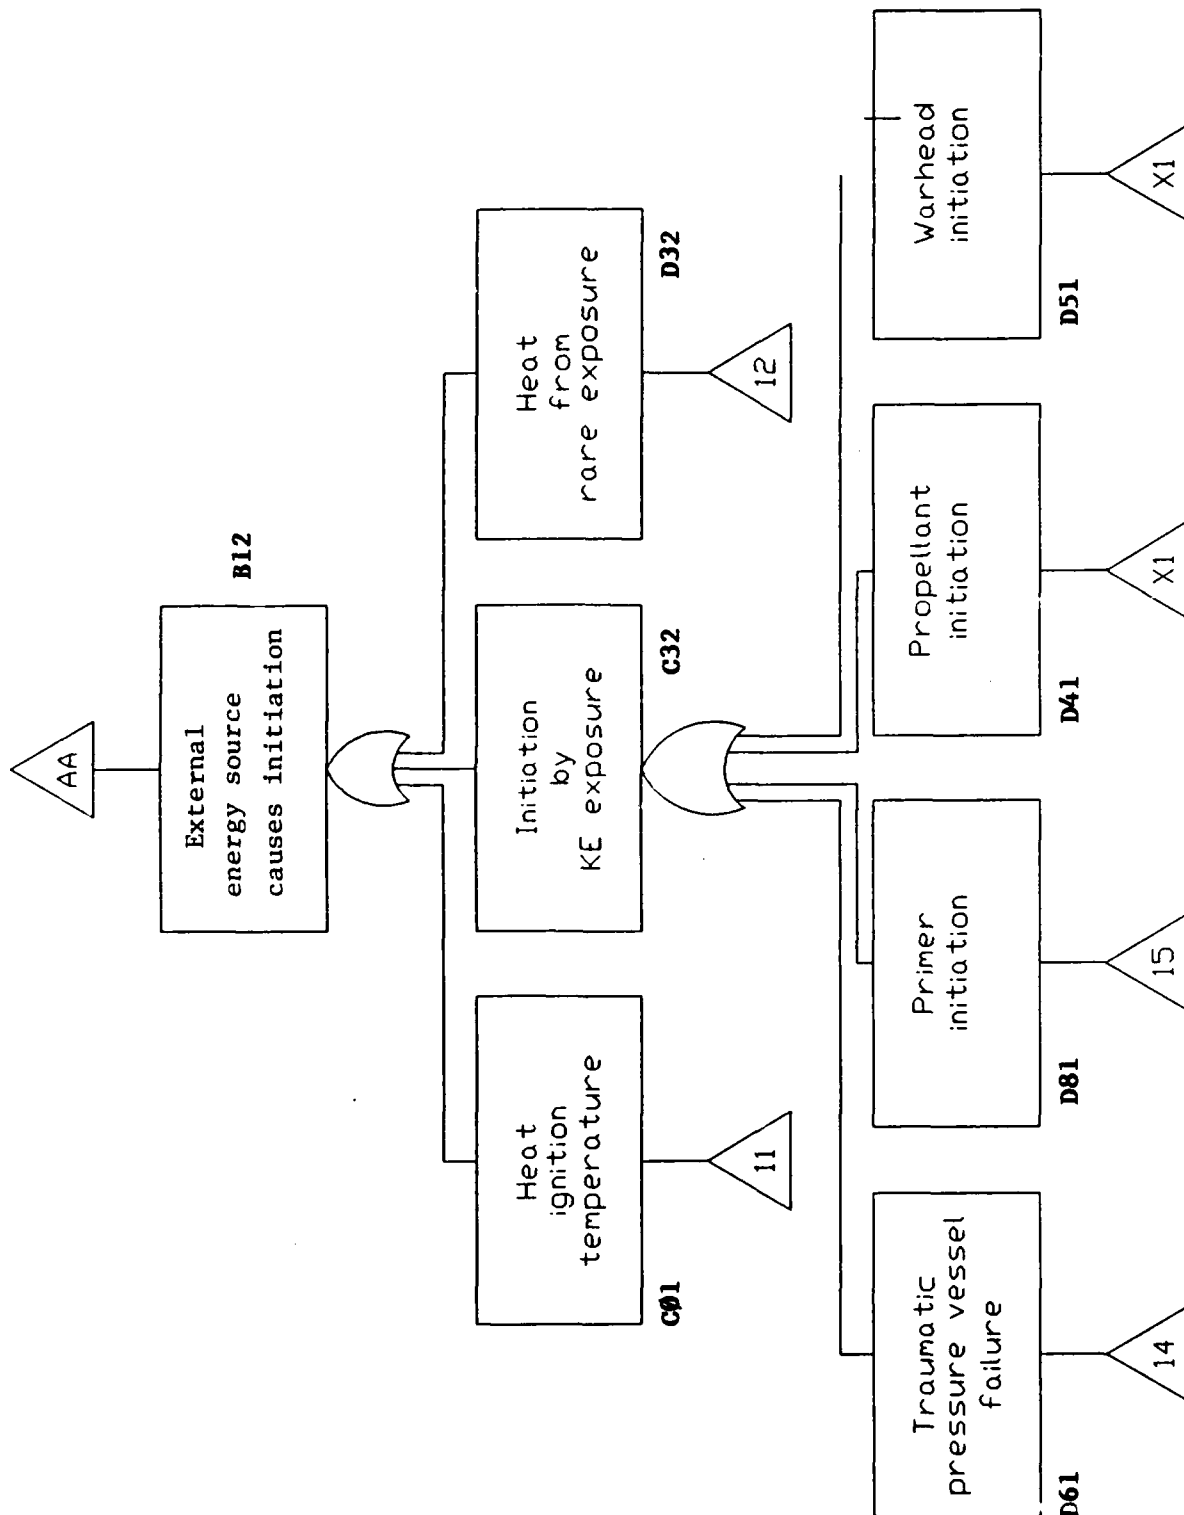 AA
External
energy source
causes initiation
B12
Heat
ignition
temperature
C01
11
Initiation
by
KE exposure
C32
Heat
from
rare exposure
D32
12
Traumatic
pressure vessel
failure
D61
14
Primer
initiation
D81
15
Propellant
initiation
D41
X1
Warhead
initiation
D51
X1